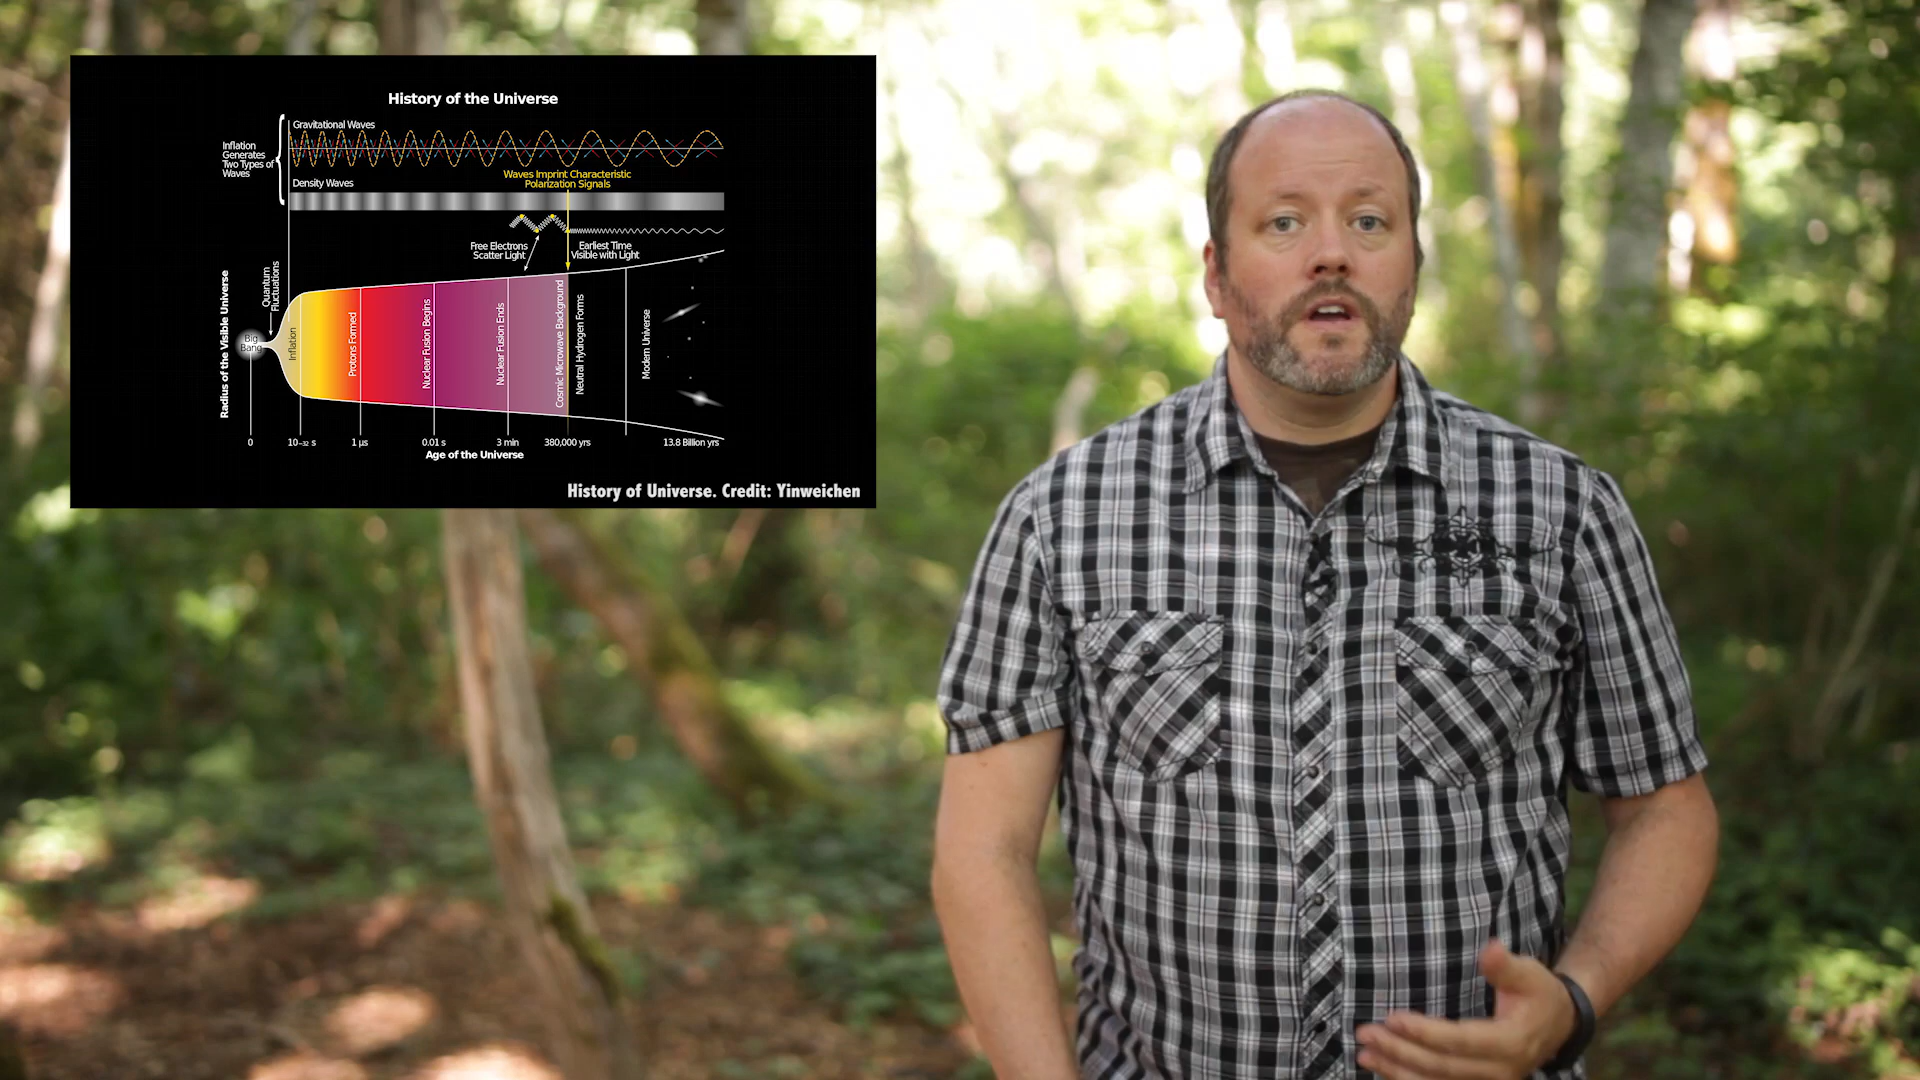 History of the Universe
Gravitational Waves
Inflation
Generates
Two Types of
Waves
Waves Imprint Characteristic
Polarization Signals
Density Waves
Free Electrons
Scatter Light
Earliest Time
Visible with Light
Radius of the Visible Universe
Quantum
Fluctuations
Big
Bang
Inflation
Protons Formed
Nuclear Fusion Begins
Nuclear Fusion Ends
Cosmic Microwave Background
Neutral Hydrogen Forms
Modern Universe
0
10-32 s
1 µs
0.01 s
3 min
380,000 yrs
13.8 Billion yrs
Age of the Universe
History of Universe. Credit: Yinweichen